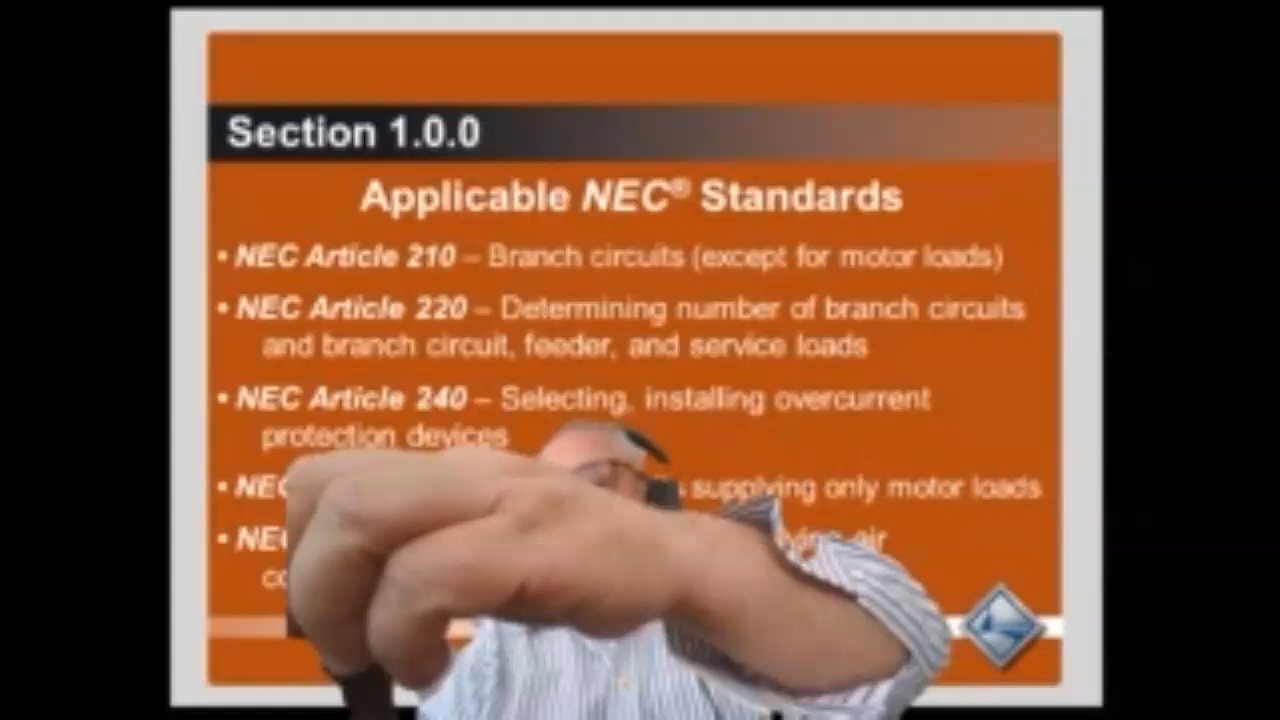 Section 1.0.0
Applicable NEC® Standards
• NEC Article 210 – Branch circuits (except for motor loads)
• NEC Article 220 – Determining number of branch circuits
and branch circuit, feeder, and service loads
• NEC Article 240 – Selecting, installing overcurrent
protection devices
• NEC supplying only motor loads
• NEC air